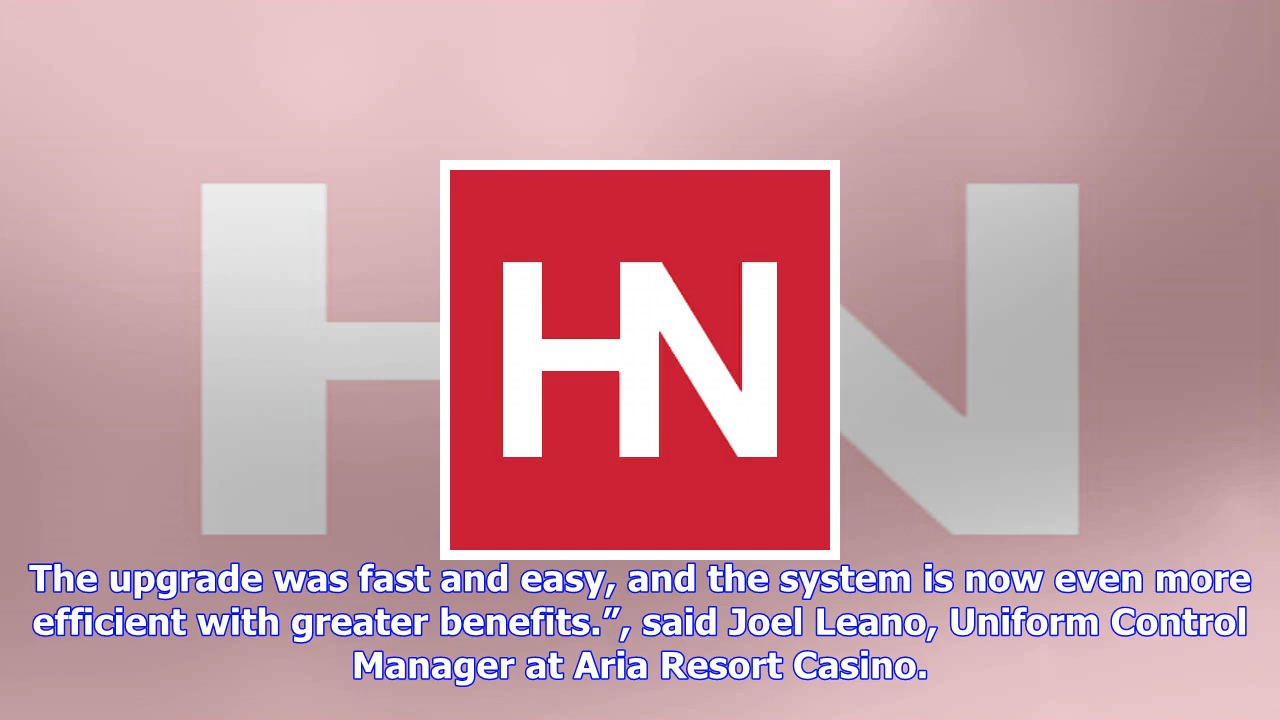 HN
The upgrade was fast and easy, and the system is now even more
efficient with greater benefits.”, said Joel Leano, Uniform Control
Manager at Aria Resort Casino.